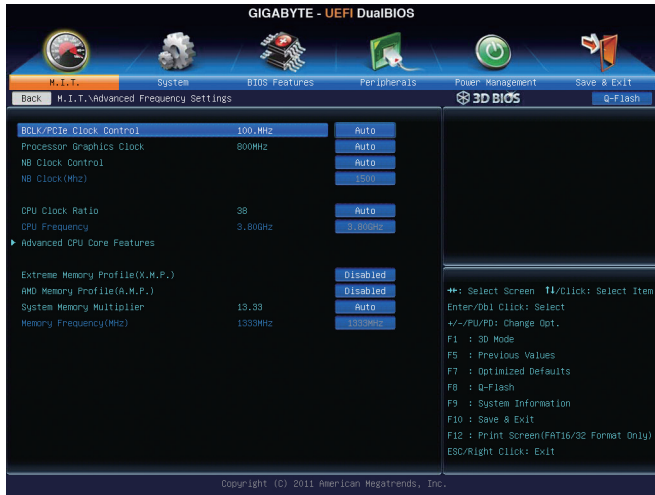 GIGABYTE - UEFI DualBIOS
M.I.T. System BIOS Features Peripherals Power Management Save & Exit
Back M.I.T.\Advanced Frequency Settings 3D BIOS Q-Flash
BCLK/PCIe Clock Control 100.MHz Auto
Processor Graphics Clock 800MHz Auto
NB Clock Control Auto
NB Clock(Mhz) 1500
CPU Clock Ratio 38 Auto
CPU Frequency 3.80GHz 3.80GHz
Advanced CPU Core Features
Extreme Memory Profile(X.M.P.) Disabled
AMD Memory Profile(A.M.P.) Disabled
System Memory Multiplier 13.33 Auto
Memory Frequency(MHz) 1333MHz 1333MHz
→←: Select Screen ↑↓/Click: Select Item
Enter/Dbl Click: Select
+/-/PU/PD: Change Opt.
F1 : 3D Mode
F5 : Previous Values
F7 : Optimized Defaults
F8 : Q-Flash
F9 : System Information
F10 : Save & Exit
F12 : Print Screen(FAT16/32 Format Only)
ESC/Right Click: Exit
Copyright (C) 2011 American Megatrends, Inc.